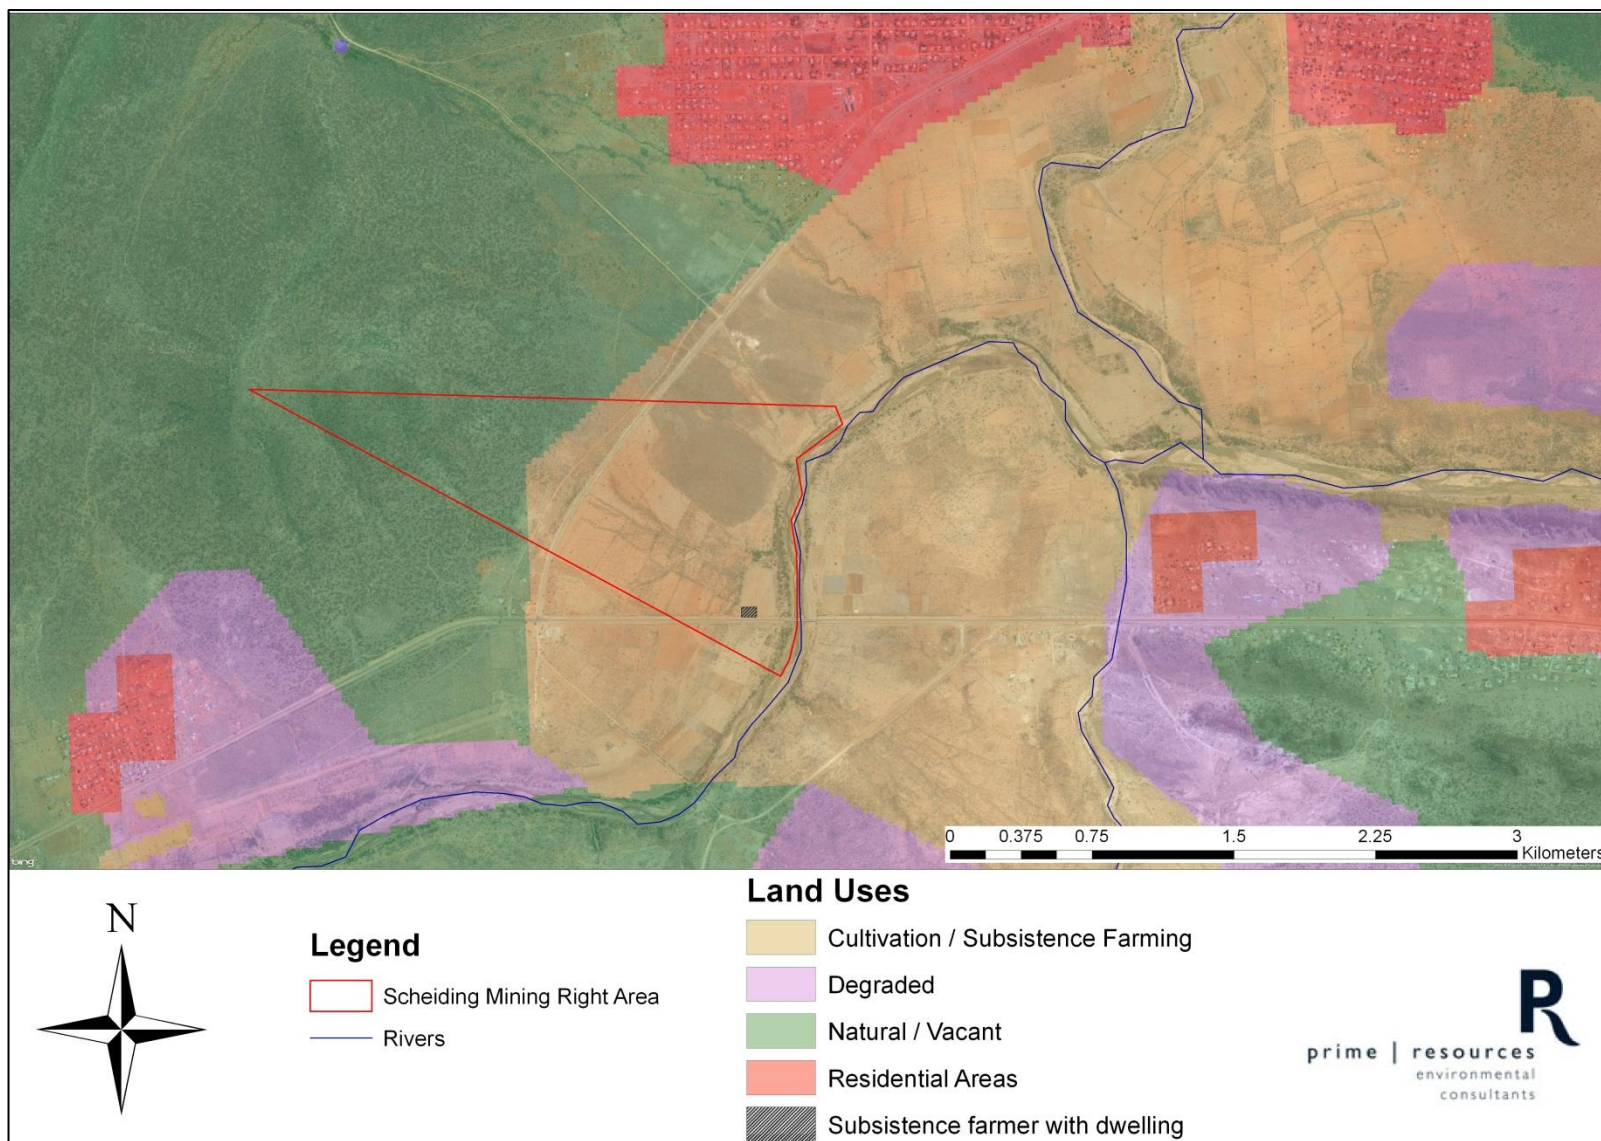 bing
0 0.375 0.75 1.5 2.25 3
Kilometers
N
Legend
Scheiding Mining Right Area
Rivers
Land Uses
Cultivation / Subsistence Farming
Degraded
Natural / Vacant
Residential Areas
Subsistence farmer with dwelling
R
prime | resources
environmental
consultants